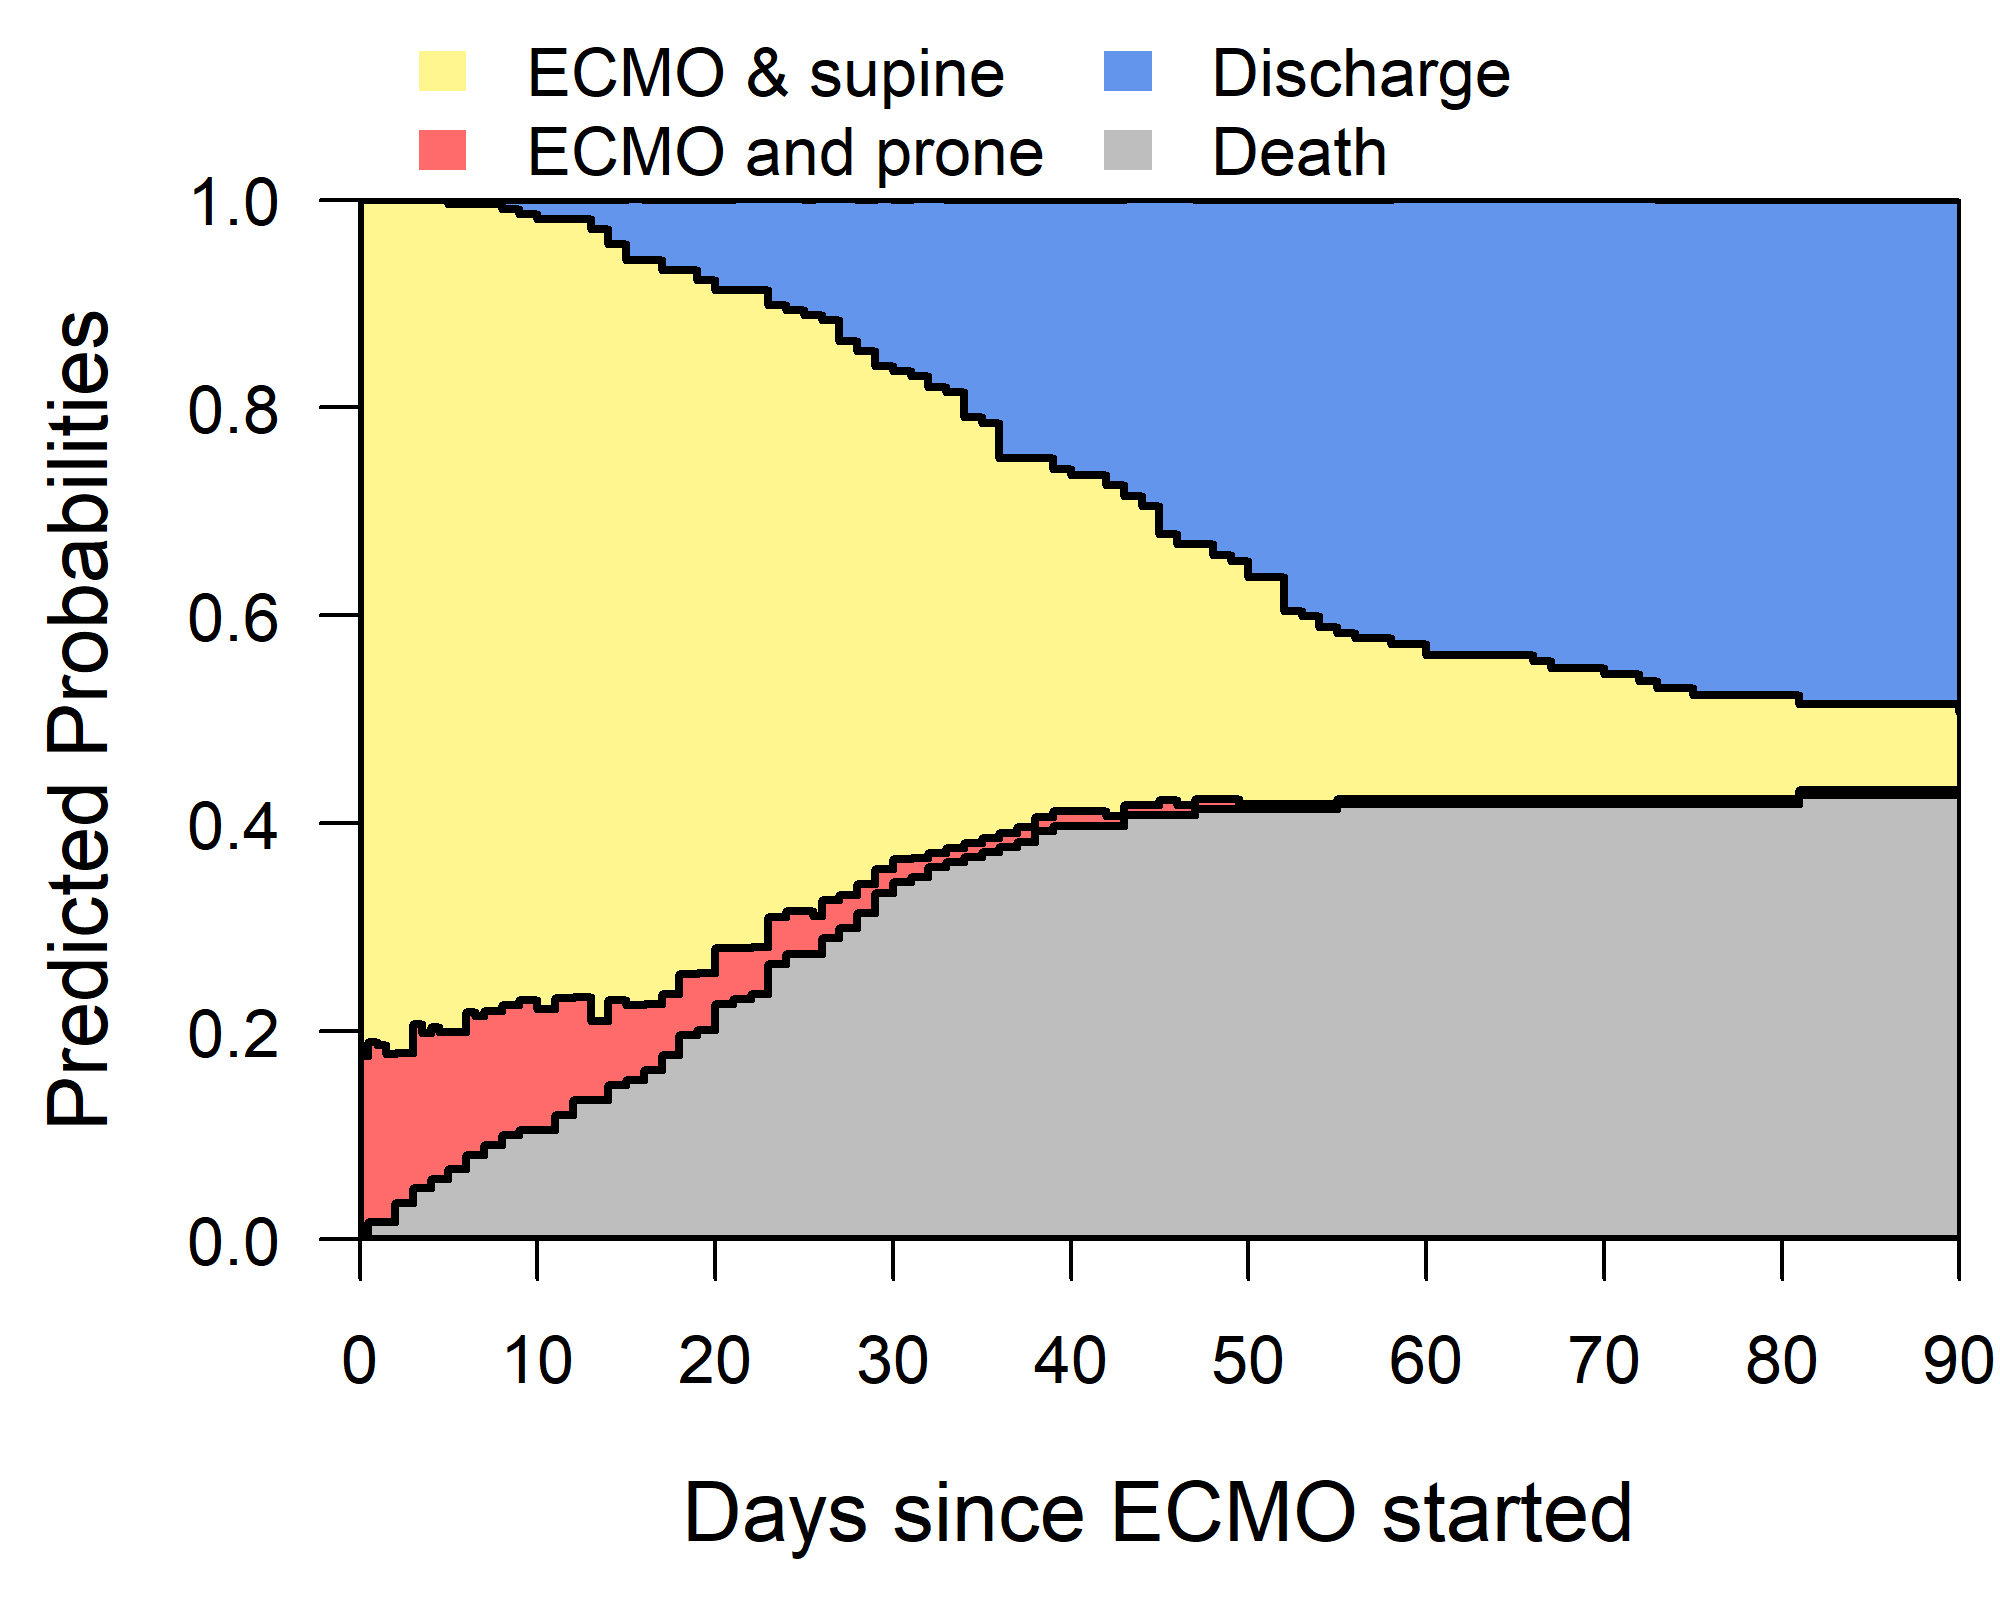 ECMO & supine Discharge
ECMO and prone Death
Predicted Probabilities
1.0
0.8
0.6
0.4
0.2
0.0
0 10 20 30 40 50 60 70 80 90
Days since ECMO started